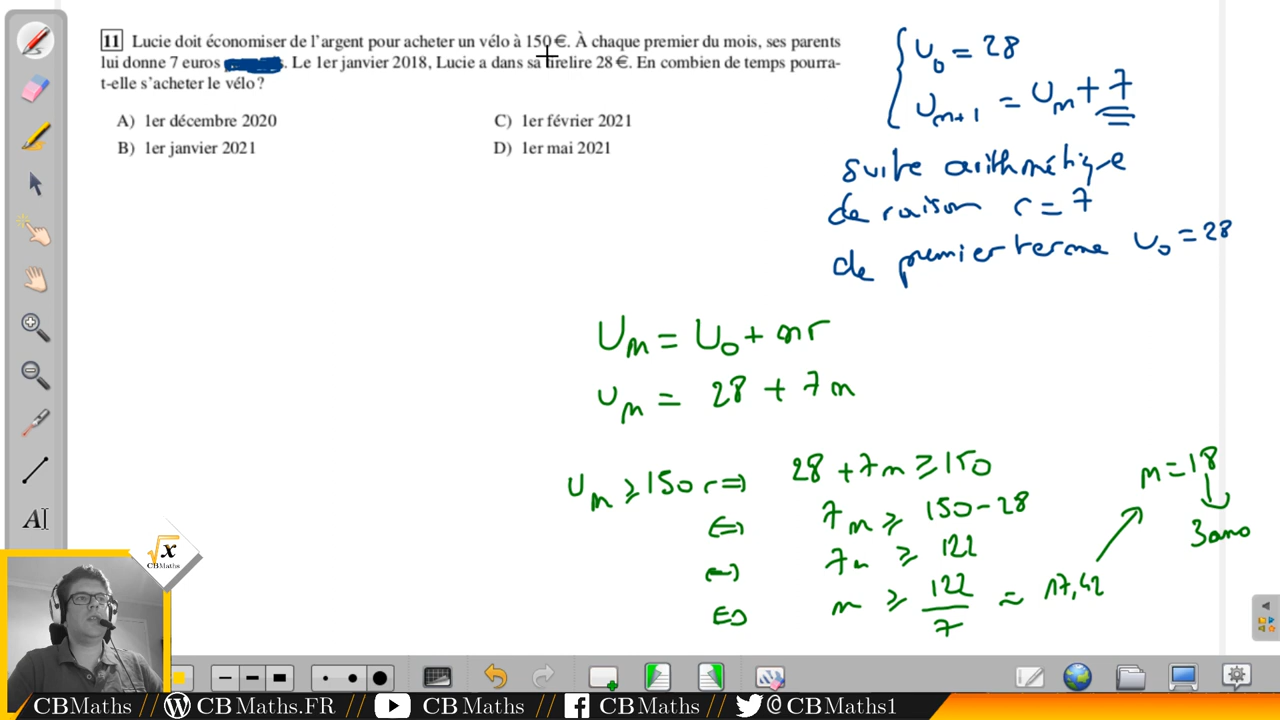 11 Lucie doit économiser de l'argent pour acheter un vélo à 150 €. À chaque premier du mois, ses parents
lui donne 7 euros . Le 1er janvier 2018, Lucie a dans sa tirelire 28 €. En combien de temps pourra-
t-elle s'acheter le vélo ?
A) 1er décembre 2020
B) 1er janvier 2021
C) 1er février 2021
D) 1er mai 2021
U₀ = 28
Uₙ₊₁ = Uₙ + 7
suite arithmétique
de raison r = 7
de premier terme U₀ = 28
Uₙ = U₀ + nr
uₙ = 28 + 7n
Uₙ ≥ 150 ⇔ 28 + 7n ≥ 150
⇔ 7n ≥ 150 - 28
⇔ 7n ≥ 122
⇔ n ≥ 122/7 ≈ 17,42
n = 18
3 ans
AI
√x
CBMaths
CBMaths / CBMaths.FR / CBMaths / CBMaths / @CBMaths1